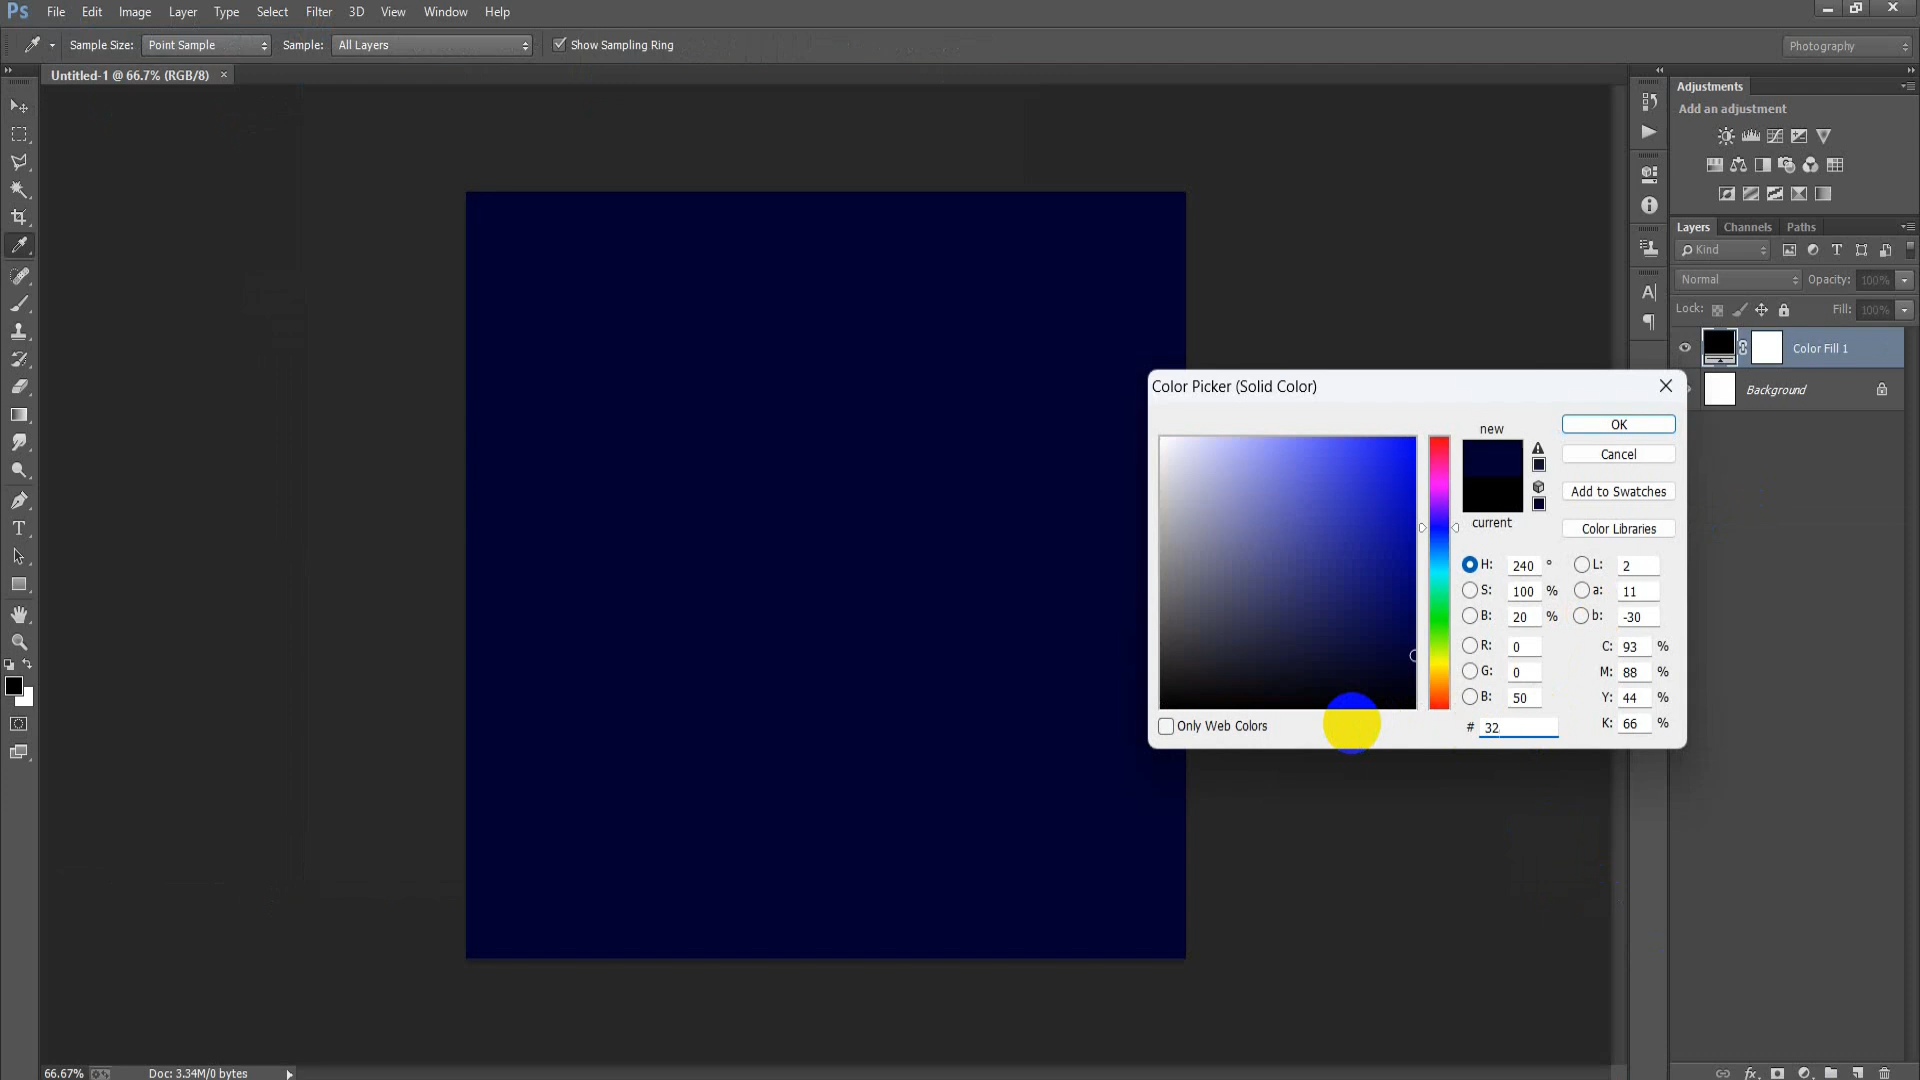 Ps File Edit Image Layer Type Select Filter 3D View Window Help
Sample Size: Point Sample Sample: All Layers Show Sampling Ring Photography
Untitled-1 @ 66.7% (RGB/8) ×
Adjustments
Add an adjustment
Layers Channels Paths
Kind
Normal Opacity: 100%
Lock: Fill: 100%
Color Fill 1
Background
Color Picker (Solid Color)
new
OK
Cancel
Add to Swatches
current
Color Libraries
H: 240 ° L: 2
S: 100 % a: 11
B: 20 % b: -30
R: 0 C: 93 %
G: 0 M: 88 %
B: 50 Y: 44 %
Only Web Colors # 32 K: 66 %
66.67% Doc: 3.34M/0 bytes